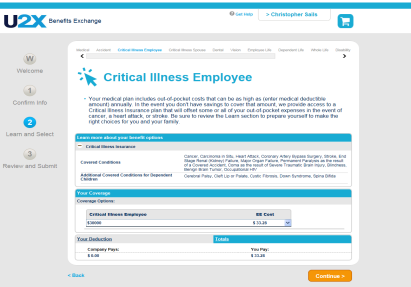 U2X Benefits Exchange
Get Help
> Christopher Sails
W
Welcome
1
Confirm Info
2
Learn and Select
3
Review and Submit
Medical Accident Critical Illness Employee Critical Illness Spouse Dental Vision Employee Life Dependent Life Whole Life Disability
Critical Illness Employee
• Your medical plan includes out-of-pocket costs that can be as high as (enter medical deductible
amount) annually. In the event you don't have savings to cover that amount, we provide access to a
Critical Illness Insurance plan that will offset some or all of your out-of-pocket expenses in the event of
cancer, a heart attack, or stroke. Be sure to review the Learn section to prepare yourself to make the
right choices for you and your family.
Learn more about your benefit options
− Critical Illness Insurance
Covered Conditions
Cancer, Carcinoma in Situ, Heart Attack, Coronary Artery Bypass Surgery, Stroke, End
Stage Renal (Kidney) Failure, Major Organ Failure, Permanent Paralysis as the result
of a Covered Accident, Coma as the result of Severe Traumatic Brain Injury, Blindness,
Benign Brain Tumor, Occupational HIV
Additional Covered Conditions for Dependent
Children
Cerebral Palsy, Cleft Lip or Palate, Cystic Fibrosis, Down Syndrome, Spina Bifida
Your Coverage
Coverage Options:
Critical Illness Employee EE Cost
$30000 $ 33.28
Your Deduction Totals
Company Pays: You Pay:
$ 0.00 $ 33.28
< Back
Continue >